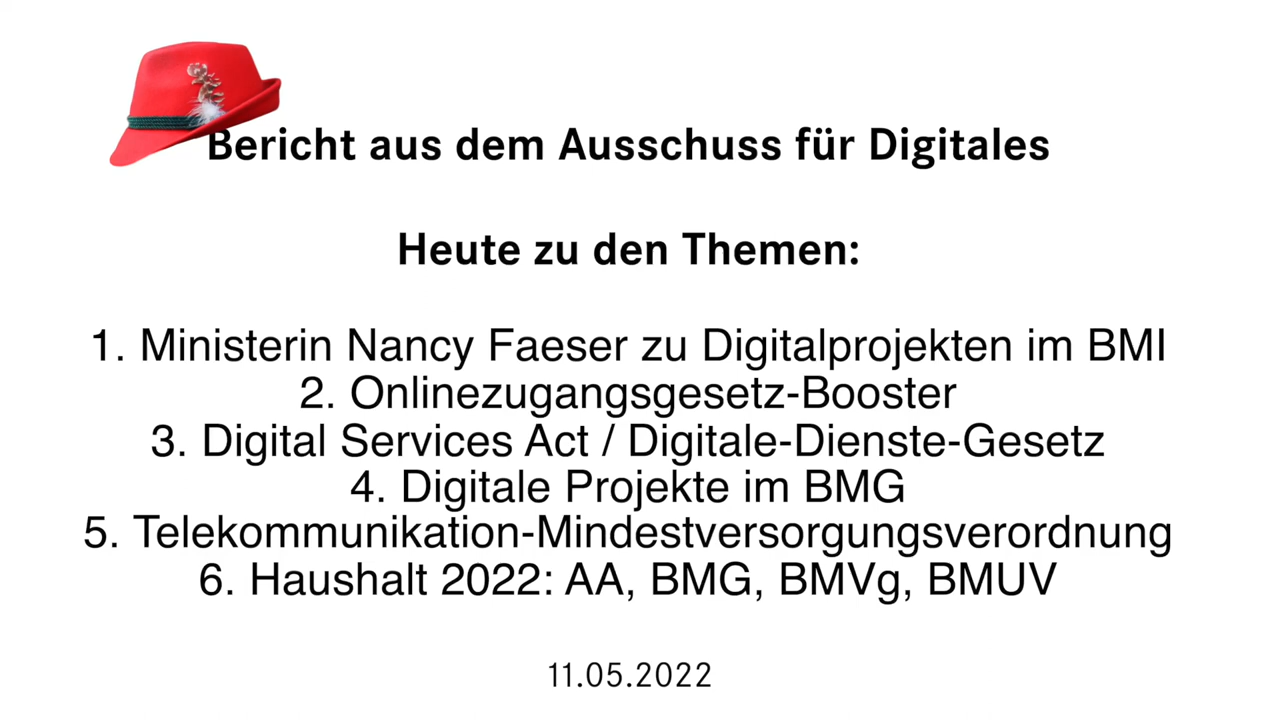 Bericht aus dem Ausschuss für Digitales
Heute zu den Themen:
1. Ministerin Nancy Faeser zu Digitalprojekten im BMI
2. Onlinezugangsgesetz-Booster
3. Digital Services Act / Digitale-Dienste-Gesetz
4. Digitale Projekte im BMG
5. Telekommunikation-Mindestversorgungsverordnung
6. Haushalt 2022: AA, BMG, BMVg, BMUV
11.05.2022